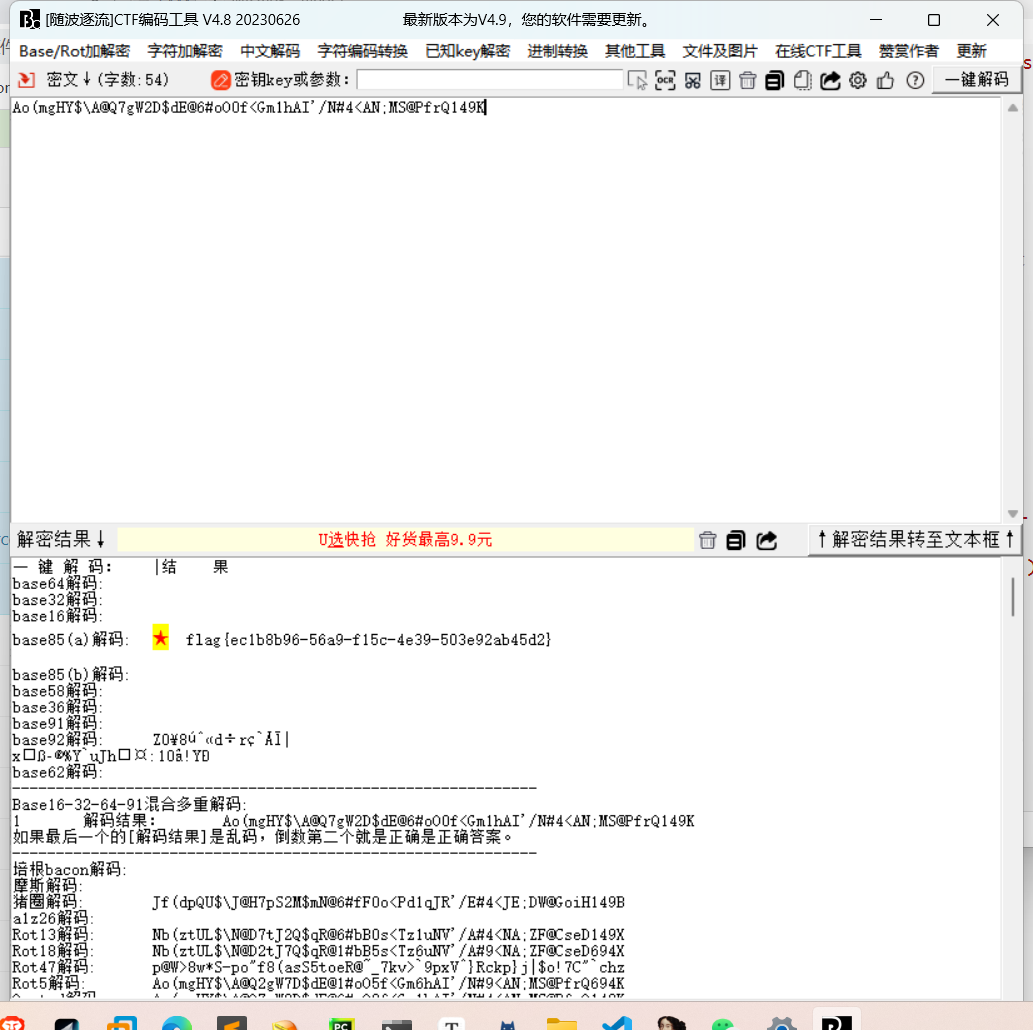 [随波逐流]CTF编码工具 V4.8 20230626 最新版本为V4.9，您的软件需要更新。
Base/Rot加解密 字符加解密 中文解码 字符编码转换 已知key解密 进制转换 其他工具 文件及图片 在线CTF工具 赞赏作者 更新
密文↓(字数:54) 密钥key或参数: OCR 译 一键解码
Ao(mgHY$\A@Q7gW2D$dE@6#oO0f<Gm1hAI'/N#4<AN;MS@PfrQ149K
解密结果↓ U选快抢 好货最高9.9元 ↑解密结果转至文本框↑
一 键 解 码: |结 果
base64解码:
base32解码:
base16解码:
base85(a)解码: ★ flag{ec1b8b96-56a9-f15c-4e39-503e92ab45d2}
base85(b)解码:
base58解码:
base36解码:
base91解码:
base92解码:
base62解码:
------------------------------------------------------------
Base16-32-64-91混合多重解码:
1 解码结果: Ao(mgHY$\A@Q7gW2D$dE@6#oO0f<Gm1hAI'/N#4<AN;MS@PfrQ149K
如果最后一个的[解码结果]是乱码，倒数第二个就是正确是正确答案。
------------------------------------------------------------
培根bacon解码:
摩斯解码:
猪圈解码: Jf(dpQU$\J@H7pS2M$mN@6#fF0o<Pd1qJR'/E#4<JE;DW@GoiH149B
a1z26解码:
Rot13解码: Nb(ztUL$\N@D7tJ2Q$qR@6#bB0s<Tz1uNV'/A#4<NA;ZF@CseD149X
Rot18解码: Nb(ztUL$\N@D2tJ7Q$qR@1#bB5s<Tz6uNV'/A#9<NA;ZF@CseD694X
Rot47解码: p@W>8w*S-po"f8(asS5toeR@~_7kv>`9pxV^}Rckp}j|$o!7C"`chz
Rot5解码: Ao(mgHY$\A@Q2gW7D$dE@1#oO5f<Gm6hAI'/N#9<AN;MS@PfrQ694K